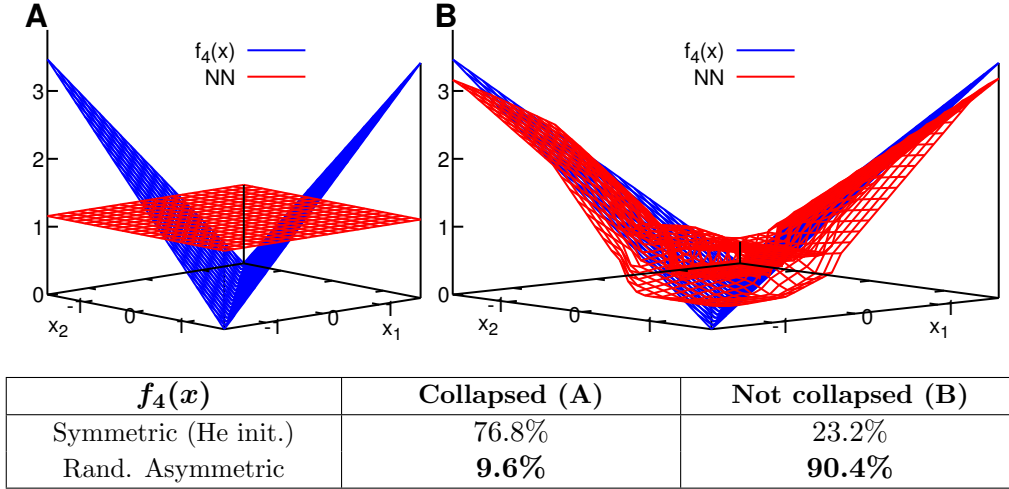 A
B
f4(x)
NN
f4(x)
NN
3
2
1
0
-1
0
1
x2
-1
0
1
x1
3
2
1
0
-1
0
1
x2
-1
0
1
x1
f4(x) Collapsed (A) Not collapsed (B)
Symmetric (He init.) 76.8% 23.2%
Rand. Asymmetric 9.6% 90.4%